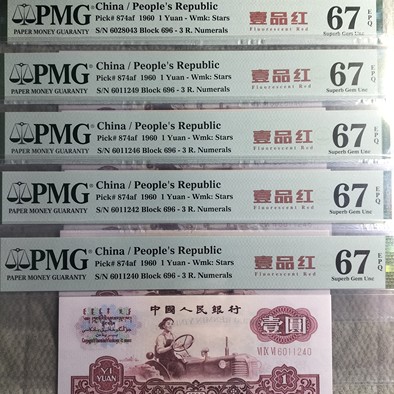 PMG
PAPER MONEY GUARANTY
China / People's Republic
Pick# 874af 1960 1 Yuan - Wmk: Stars
S/N 6028043 Block 696 - 3 R. Numerals
壹品红
Fluorescent Red
67 EPQ
Superb Gem Unc
PMG
PAPER MONEY GUARANTY
China / People's Republic
Pick# 874af 1960 1 Yuan - Wmk: Stars
S/N 6011249 Block 696 - 3 R. Numerals
壹品红
Fluorescent Red
67 EPQ
Superb Gem Unc
PMG
PAPER MONEY GUARANTY
China / People's Republic
Pick# 874af 1960 1 Yuan - Wmk: Stars
S/N 6011246 Block 696 - 3 R. Numerals
壹品红
Fluorescent Red
67 EPQ
Superb Gem Unc
PMG
PAPER MONEY GUARANTY
China / People's Republic
Pick# 874af 1960 1 Yuan - Wmk: Stars
S/N 6011242 Block 696 - 3 R. Numerals
壹品红
Fluorescent Red
67 EPQ
Superb Gem Unc
PMG
PAPER MONEY GUARANTY
China / People's Republic
Pick# 874af 1960 1 Yuan - Wmk: Stars
S/N 6011240 Block 696 - 3 R. Numerals
壹品红
Fluorescent Red
67 EPQ
Superb Gem Unc
中國人民銀行
壹圓
VI IX VI 6011240
YI
YUAN
1